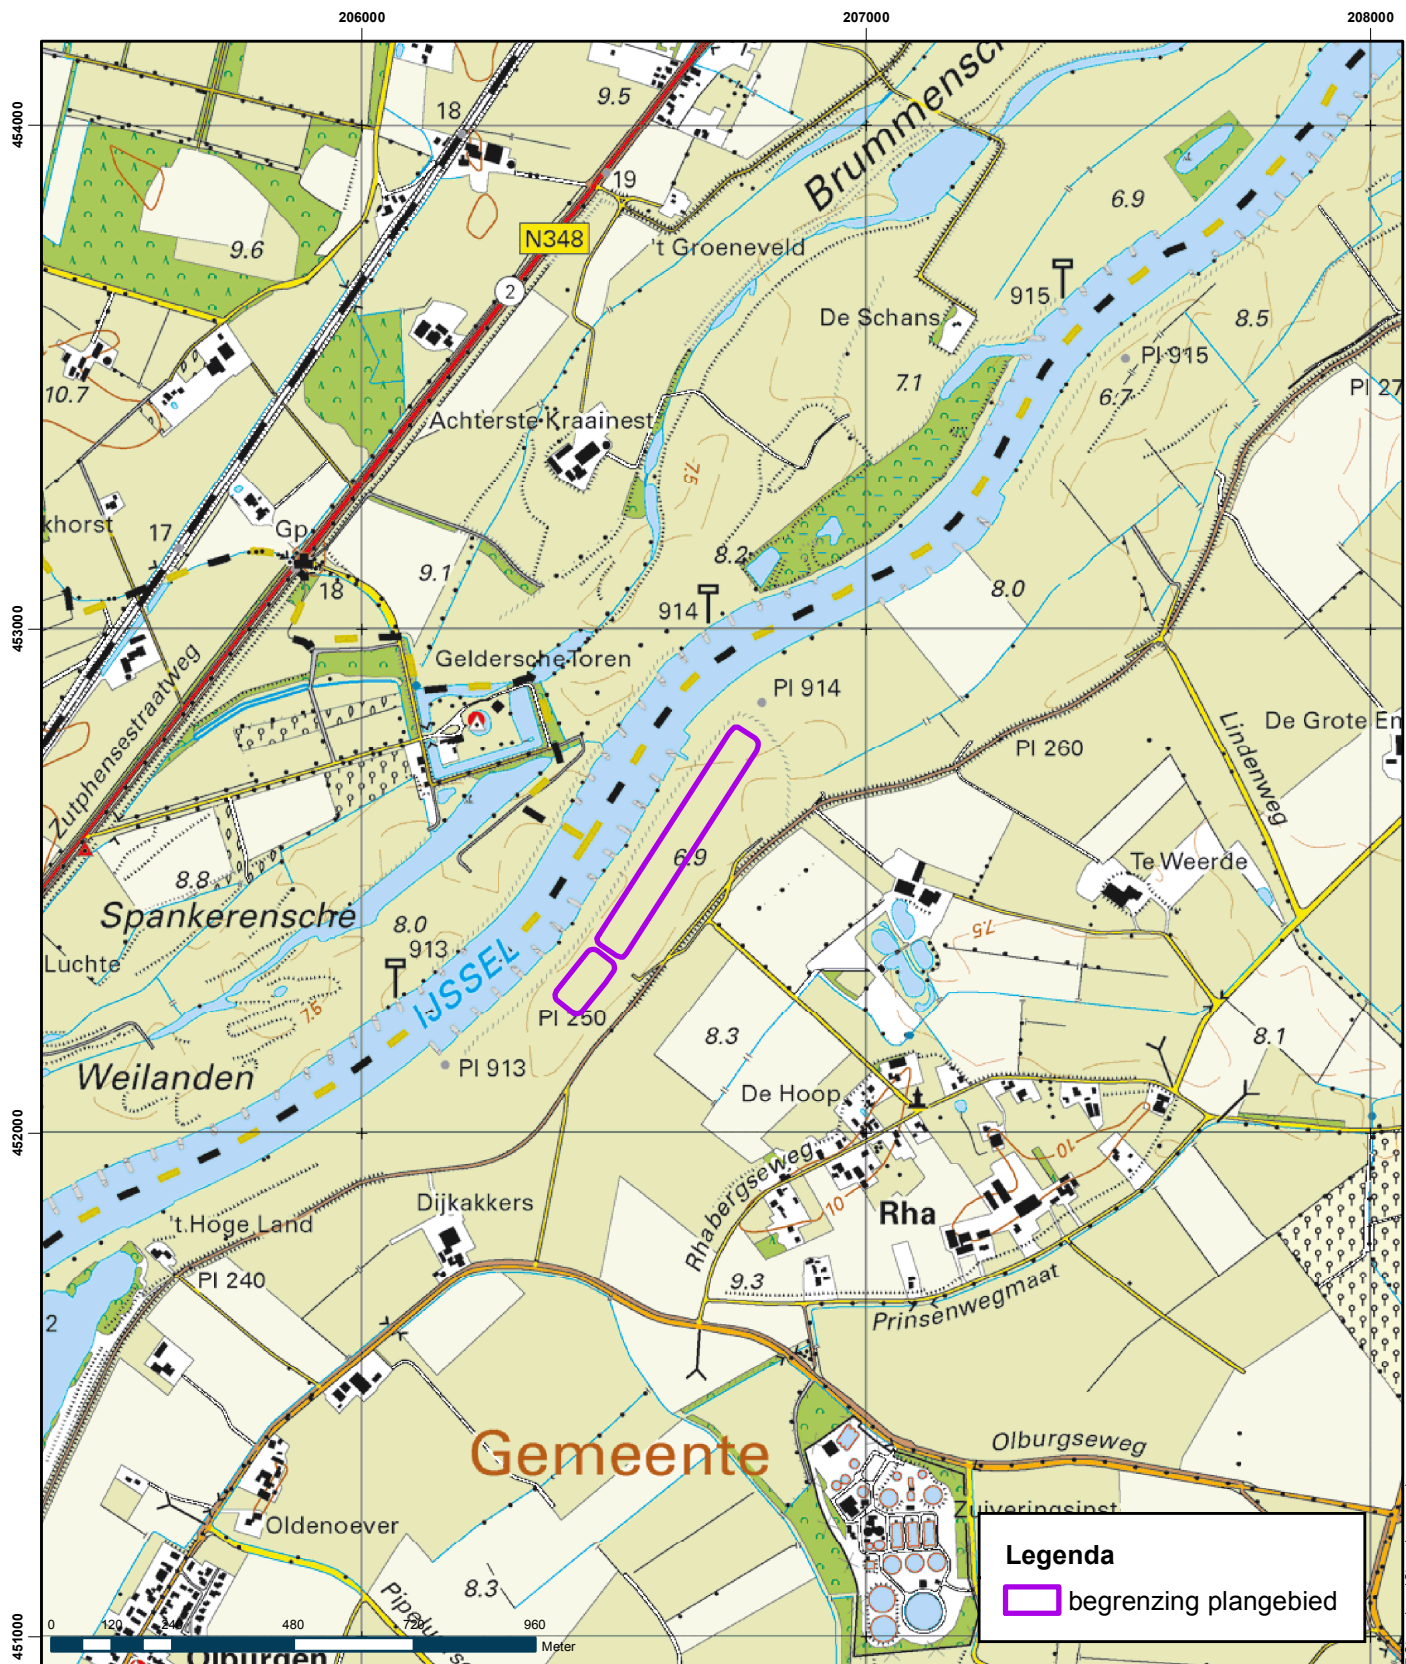 206000
207000
208000
454000
453000
452000
451000
18
9.5
19
Brummensch
6.9
9.6
N348
't Groeneveld
2
915
8.5
De Schans
PI 915
10.7
7.1
6.7
PI 27
Achterste Kraainest
7.5
khorst
17
Gp
18
9.1
8.2
8.0
914
Geldersche Toren
PI 914
Zutphensestraatweg
PI 260
Lindenweg
De Grote En
6.9
Te Weerde
8.8
Spankerensche
8.0
913
7.5
Luchte
IJSSEL
7.5
PI 250
8.3
8.1
Weilanden
PI 913
De Hoop
10
Rhabergseweg
Dijkakkers
10
Rha
't Hoge Land
PI 240
9.3
Prinsenwegmaat
2
Gemeente
Olburgseweg
Oldenoever
Zuiveringsinst
8.3
Legenda
begrenzing plangebied
0 120 240 480 720 960
Meter
Olburgen